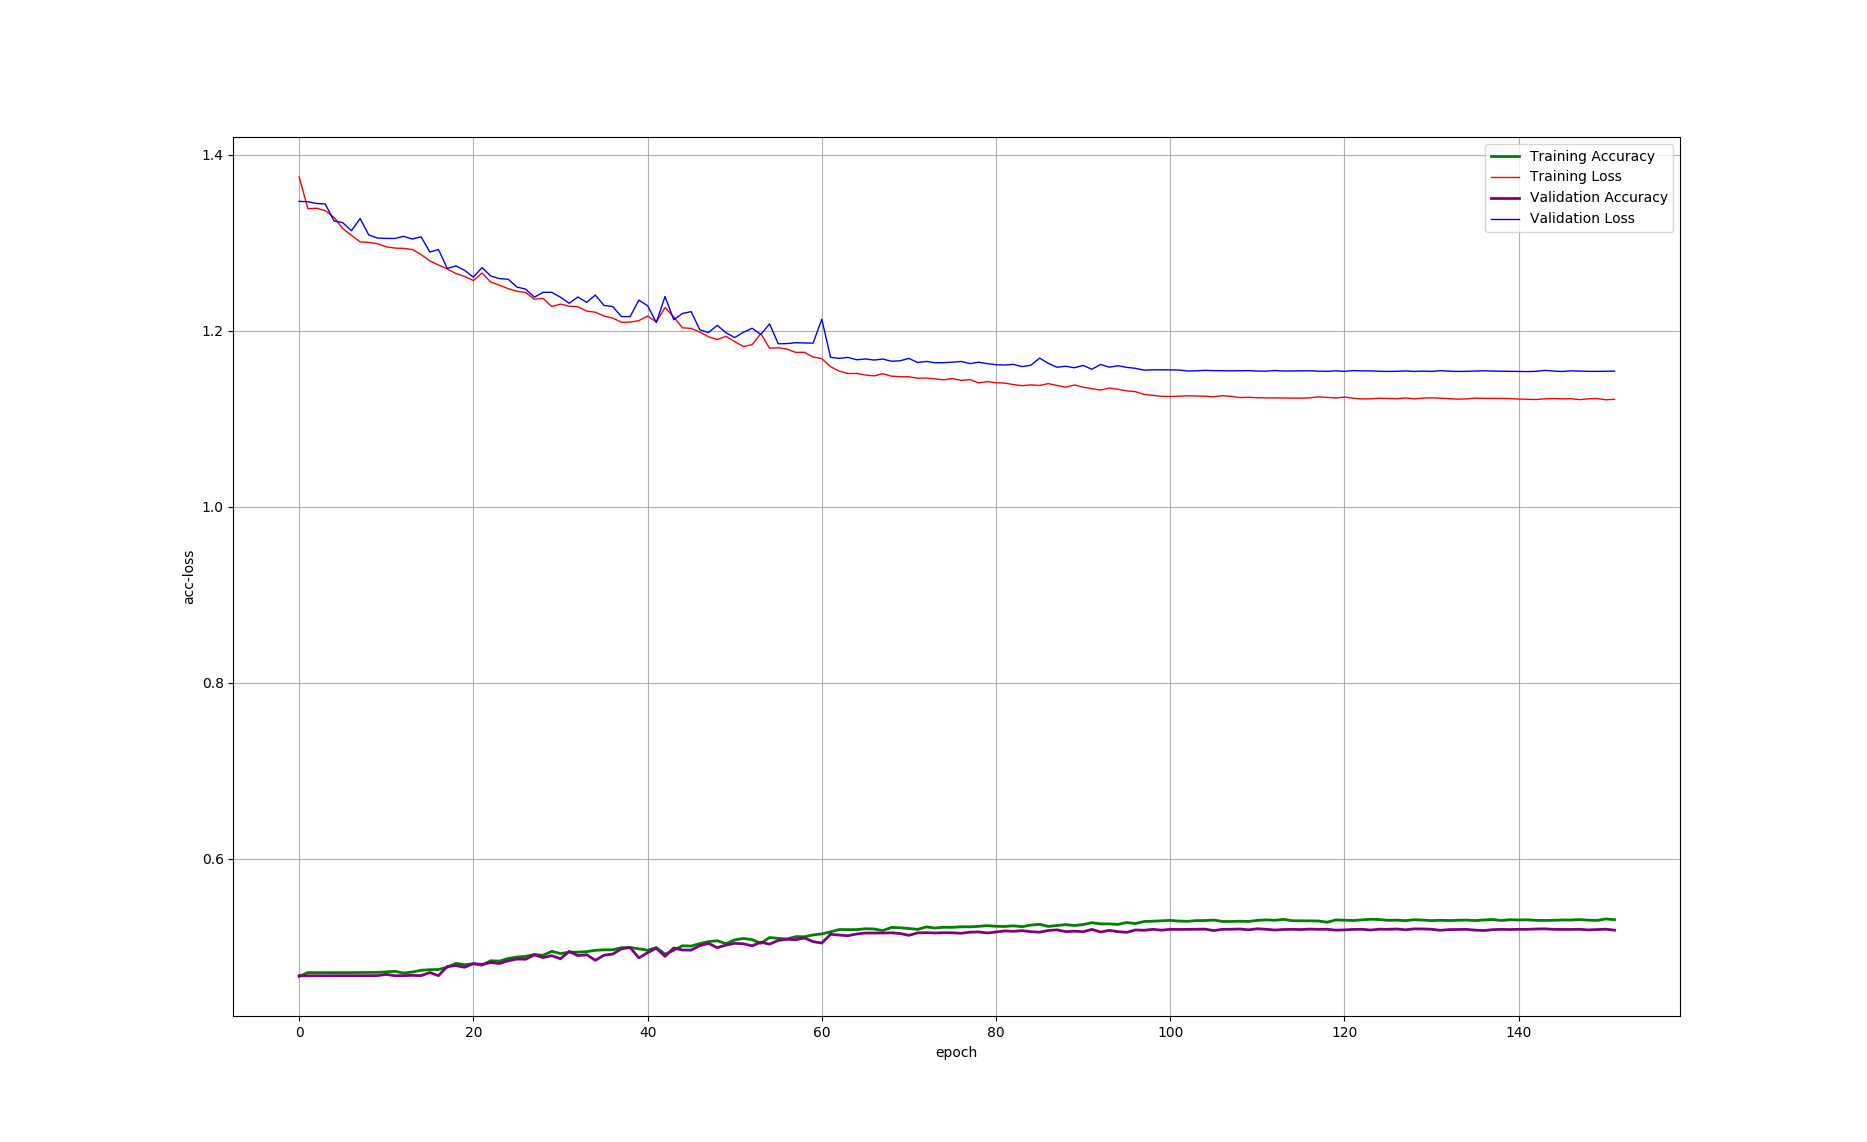 1.4
1.2
1.0
0.8
0.6
acc-loss
0 20 40 60 80 100 120 140
epoch
Training Accuracy
Training Loss
Validation Accuracy
Validation Loss